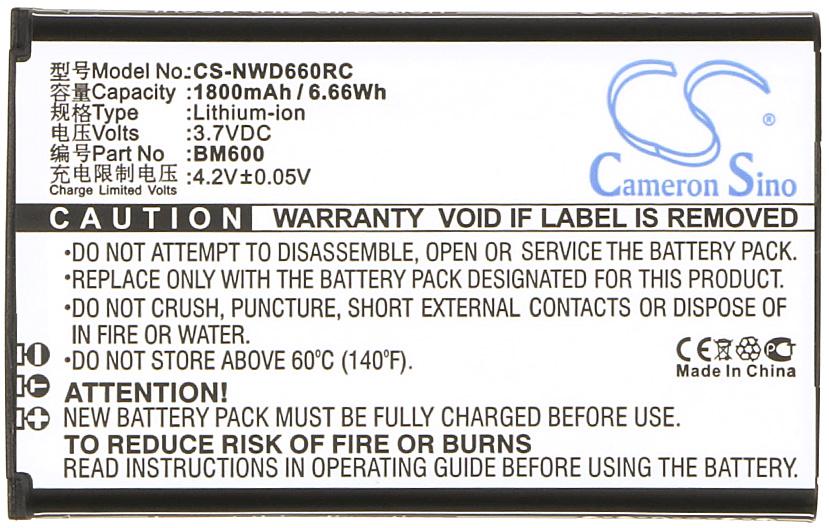 型号Model No.:CS-NWD660RC
容量Capacity :1800mAh / 6.66Wh
规格Type :Lithium-ion
电压Volts :3.7VDC
编号Part No :BM600
充电限制电压 :4.2V±0.05V
Charge Limited Volts
Cameron Sino ®
CAUTION WARRANTY VOID IF LABEL IS REMOVED
•DO NOT ATTEMPT TO DISASSEMBLE, OPEN OR SERVICE THE BATTERY PACK.
•REPLACE ONLY WITH THE BATTERY PACK DESIGNATED FOR THIS PRODUCT.
•DO NOT CRUSH, PUNCTURE, SHORT EXTERNAL CONTACTS OR DISPOSE OF
IN FIRE OR WATER.
•DO NOT STORE ABOVE 60°C (140°F).
CE
Made In China
ATTENTION!
NEW BATTERY PACK MUST BE FULLY CHARGED BEFORE USE.
TO REDUCE RISK OF FIRE OR BURNS
READ INSTRUCTIONS IN OPERATING GUIDE BEFORE USING BATTERY.